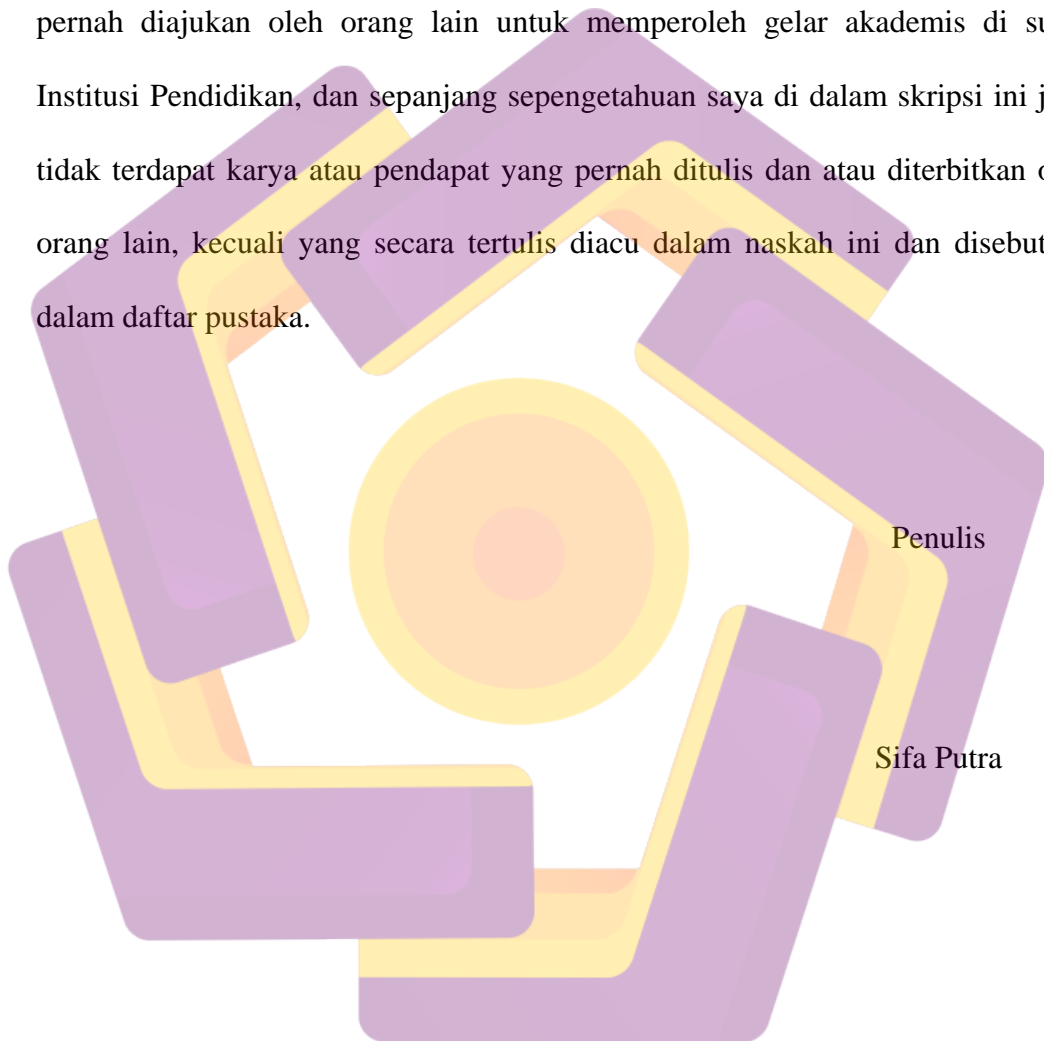 pernah diajukan oleh orang lain untuk memperoleh gelar akademis di su
Institusi Pendidikan, dan sepanjang sepengetahuan saya di dalam skripsi ini j
tidak terdapat karya atau pendapat yang pernah ditulis dan atau diterbitkan o
orang lain, kecuali yang secara tertulis diacu dalam naskah ini dan disebut
dalam daftar pustaka.
Penulis
Sifa Putra